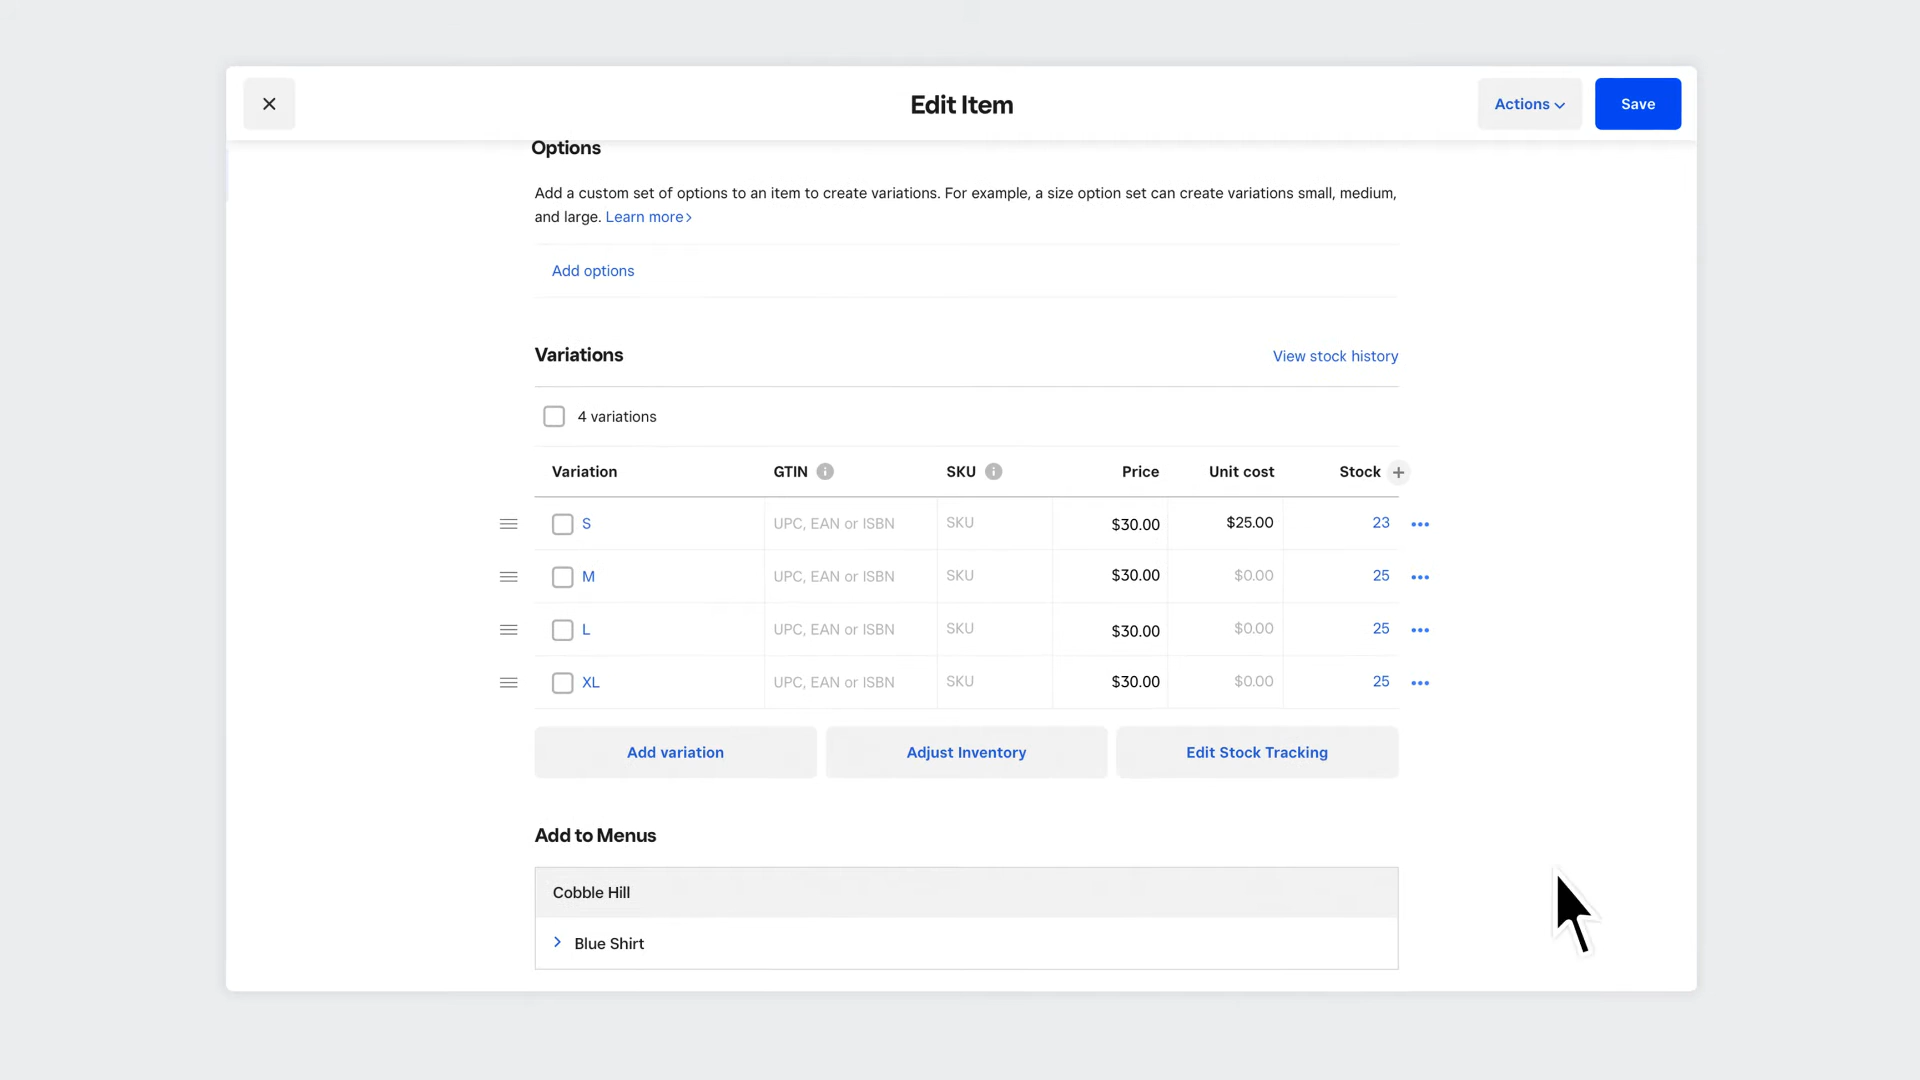 Edit Item
Actions
Save
Options
Add a custom set of options to an item to create variations. For example, a size option set can create variations small, medium,
and large. Learn more
Add options
Variations
View stock history
4 variations
Variation GTIN SKU Price Unit cost Stock
S UPC, EAN or ISBN SKU $30.00 $25.00 23
M UPC, EAN or ISBN SKU $30.00 $0.00 25
L UPC, EAN or ISBN SKU $30.00 $0.00 25
XL UPC, EAN or ISBN SKU $30.00 $0.00 25
Add variation Adjust Inventory Edit Stock Tracking
Add to Menus
Cobble Hill
Blue Shirt